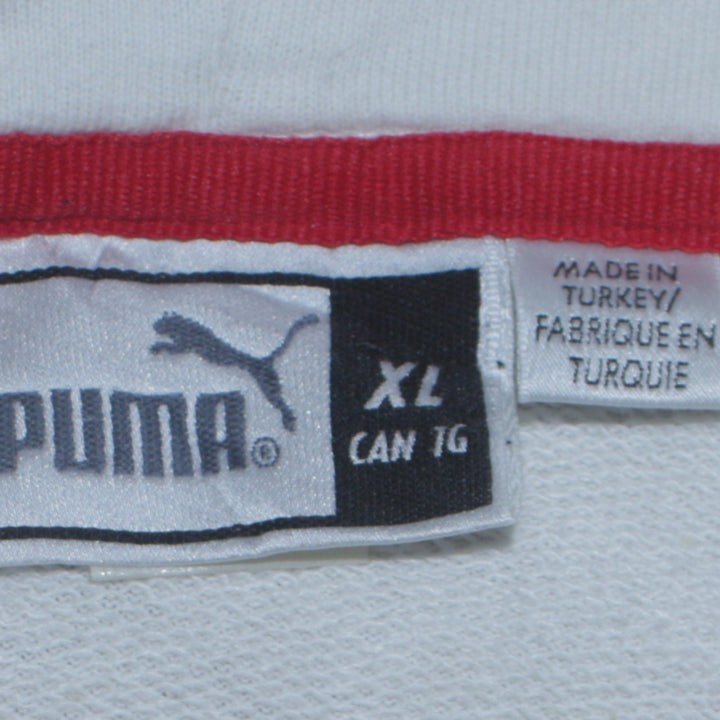 PUMA®
XL
CAN TG
MADE IN
TURKEY/
FABRIQUE EN
TURQUIE